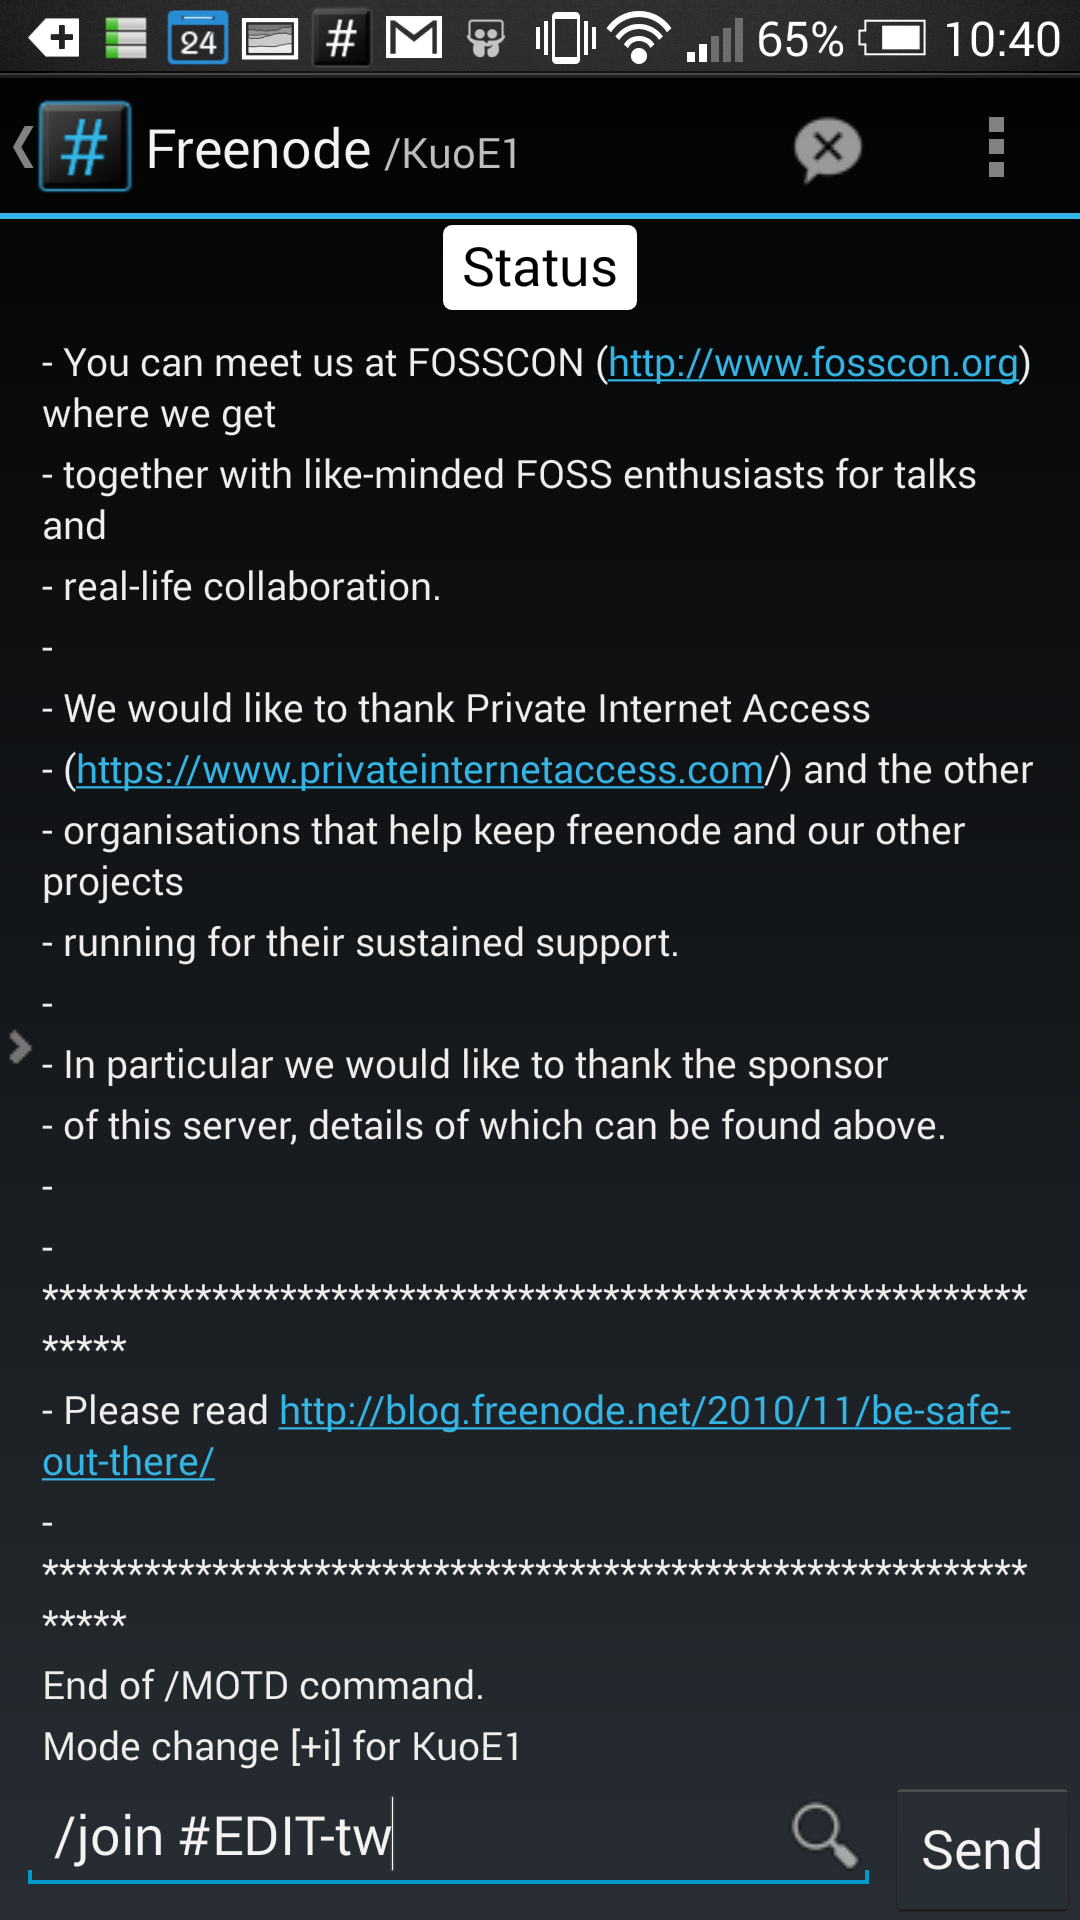 24 # 65% 10:40
# Freenode /KuoE1
Status
- You can meet us at FOSSCON (http://www.fosscon.org)
where we get
- together with like-minded FOSS enthusiasts for talks
and
- real-life collaboration.
-
- We would like to thank Private Internet Access
- (https://www.privateinternetaccess.com/) and the other
- organisations that help keep freenode and our other
projects
- running for their sustained support.
-
- In particular we would like to thank the sponsor
- of this server, details of which can be found above.
-
-
**********************************************************
*****
- Please read http://blog.freenode.net/2010/11/be-safe-
out-there/
-
**********************************************************
*****
End of /MOTD command.
Mode change [+i] for KuoE1
/join #EDIT-tw
Send